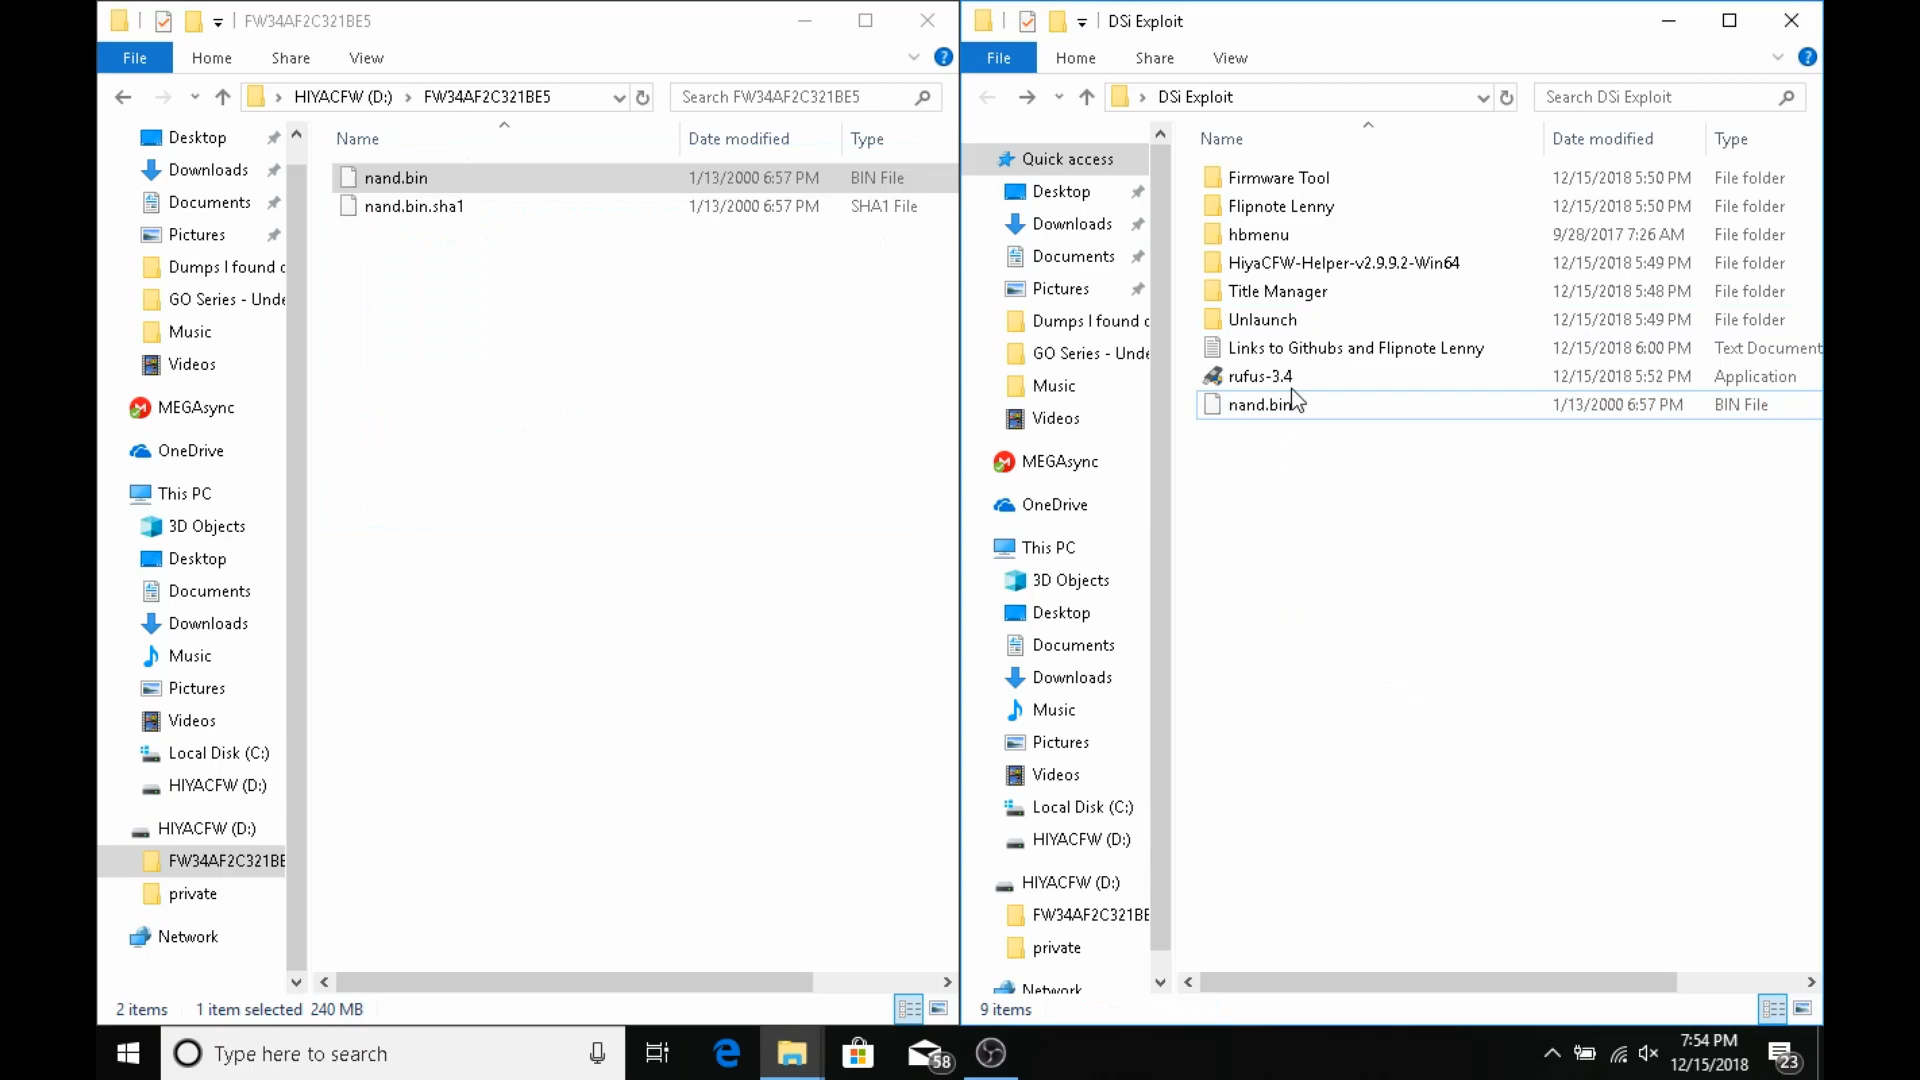 FW34AF2C321BE5
File Home Share View
HIYACFW (D:) FW34AF2C321BE5 Search FW34AF2C321BE5
Name Date modified Type
nand.bin 1/13/2000 6:57 PM BIN File
nand.bin.sha1 1/13/2000 6:57 PM SHA1 File
Desktop
Downloads
Documents
Pictures
Dumps I found c
GO Series - Unde
Music
Videos
MEGAsync
OneDrive
This PC
3D Objects
Desktop
Documents
Downloads
Music
Pictures
Videos
Local Disk (C:)
HIYACFW (D:)
HIYACFW (D:)
FW34AF2C321BE
private
Network
2 items 1 item selected 240 MB
DSi Exploit
File Home Share View
DSi Exploit Search DSi Exploit
Name Date modified Type
Firmware Tool 12/15/2018 5:50 PM File folder
Flipnote Lenny 12/15/2018 5:50 PM File folder
hbmenu 9/28/2017 7:26 AM File folder
HiyaCFW-Helper-v2.9.9.2-Win64 12/15/2018 5:49 PM File folder
Title Manager 12/15/2018 5:48 PM File folder
Unlaunch 12/15/2018 5:49 PM File folder
Links to Githubs and Flipnote Lenny 12/15/2018 6:00 PM Text Document
rufus-3.4 12/15/2018 5:52 PM Application
nand.bin 1/13/2000 6:57 PM BIN File
Quick access
Desktop
Downloads
Documents
Pictures
Dumps I found c
GO Series - Unde
Music
Videos
MEGAsync
OneDrive
This PC
3D Objects
Desktop
Documents
Downloads
Music
Pictures
Videos
Local Disk (C:)
HIYACFW (D:)
HIYACFW (D:)
FW34AF2C321BE
private
Network
9 items
Type here to search
58
7:54 PM
12/15/2018
23